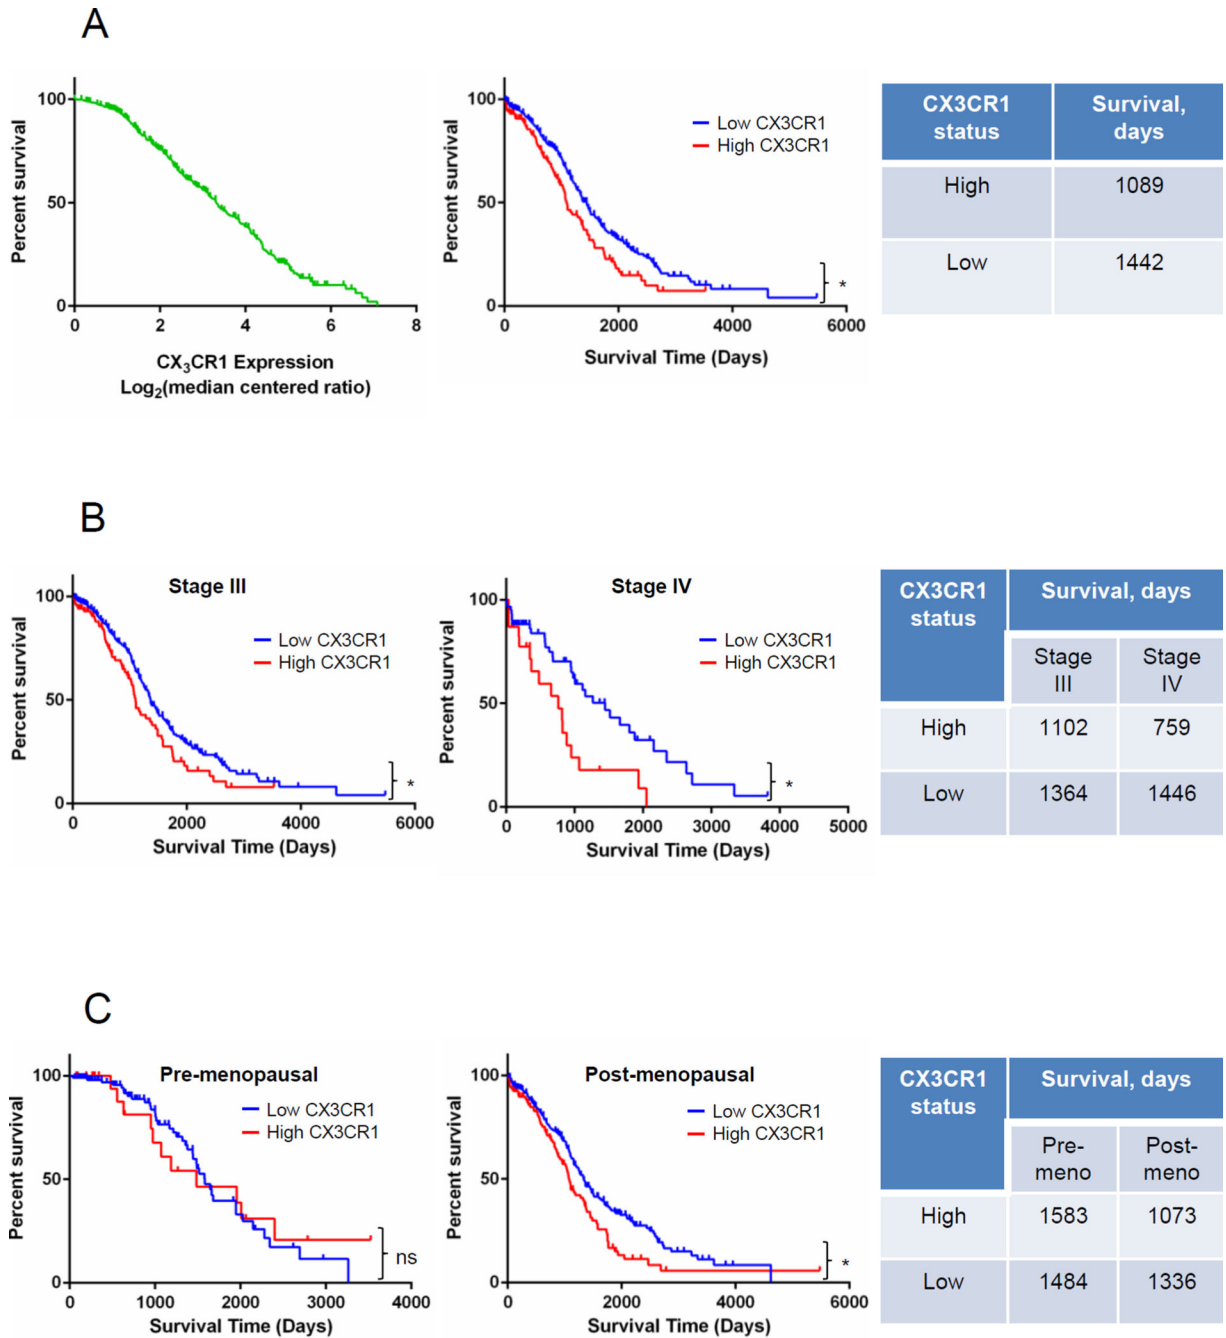 A
Percent survival
100
50
0
0 2 4 6 8
CX₃CR1 Expression
Log₂(median centered ratio)
Percent survival
100
50
0
Low CX3CR1
High CX3CR1
*
0 2000 4000 6000
Survival Time (Days)
CX3CR1 status Survival, days
High 1089
Low 1442
B
Stage III
Percent survival
100
50
0
Low CX3CR1
High CX3CR1
*
0 2000 4000 6000
Survival Time (Days)
Stage IV
Percent survival
100
50
0
Low CX3CR1
High CX3CR1
*
0 1000 2000 3000 4000 5000
Survival Time (Days)
CX3CR1 status Survival, days
Stage III Stage IV
High 1102 759
Low 1364 1446
C
Pre-menopausal
Percent survival
100
50
0
Low CX3CR1
High CX3CR1
ns
0 1000 2000 3000 4000
Survival Time (Days)
Post-menopausal
Percent survival
100
50
0
Low CX3CR1
High CX3CR1
*
0 2000 4000 6000
Survival Time (Days)
CX3CR1 status Survival, days
Pre-meno Post-meno
High 1583 1073
Low 1484 1336